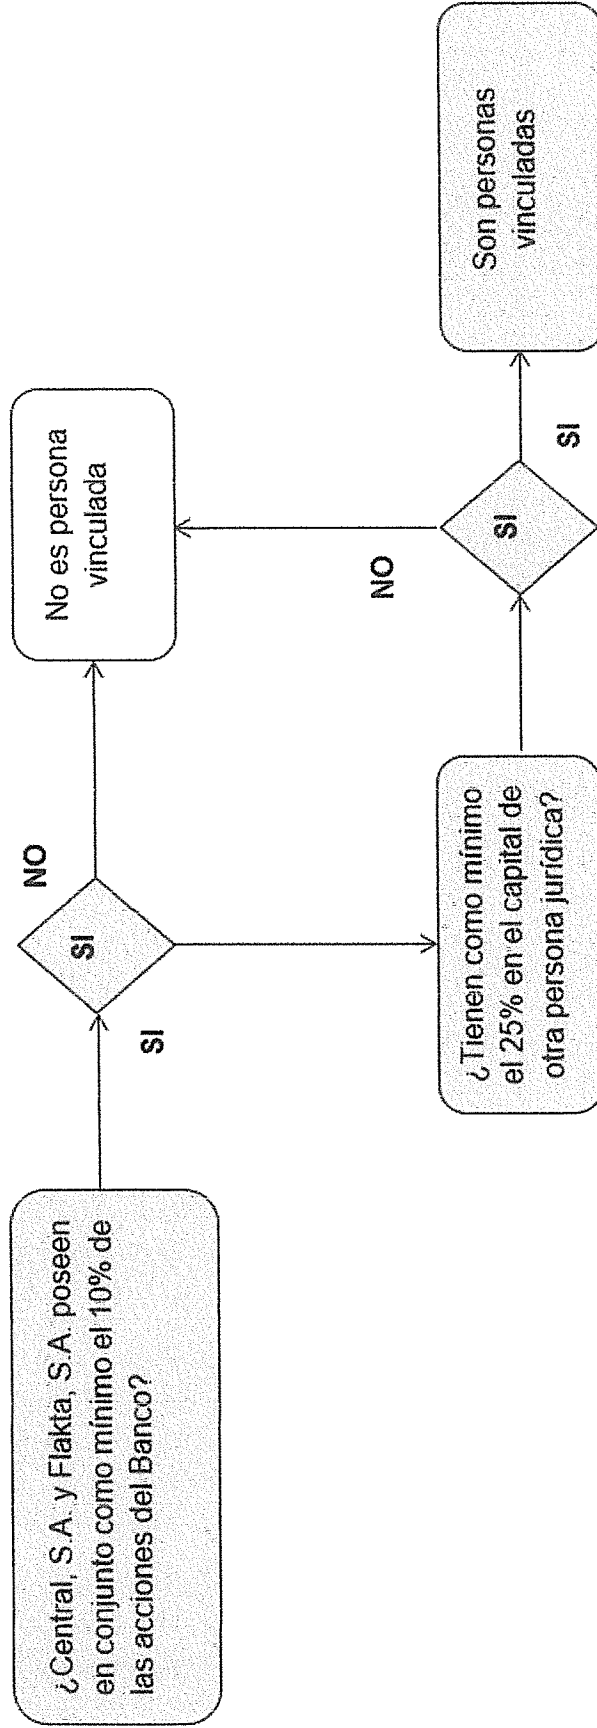 ¿Central, S.A. y Flakta, S.A. poseen
en conjunto como mínimo el 10% de
las acciones del Banco?
SI
SI
NO
No es persona
vinculada
¿Tienen como mínimo
el 25% en el capital de
otra persona jurídica?
NO
SI
SI
Son personas
vinculadas